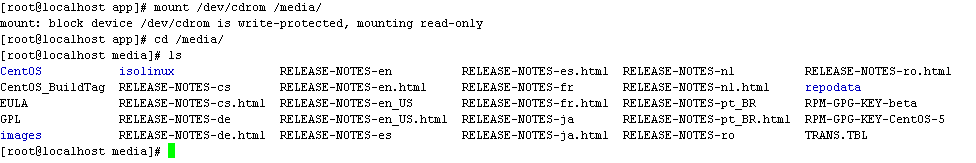 [root@localhost app]# mount /dev/cdrom /media/
mount: block device /dev/cdrom is write-protected, mounting read-only
[root@localhost app]# cd /media/
[root@localhost media]# ls
CentOS isolinux RELEASE-NOTES-en RELEASE-NOTES-es.html RELEASE-NOTES-nl RELEASE-NOTES-ro.html
CentOS_BuildTag RELEASE-NOTES-cs RELEASE-NOTES-en.html RELEASE-NOTES-fr RELEASE-NOTES-nl.html repodata
EULA RELEASE-NOTES-cs.html RELEASE-NOTES-en_US RELEASE-NOTES-fr.html RELEASE-NOTES-pt_BR RPM-GPG-KEY-beta
GPL RELEASE-NOTES-de RELEASE-NOTES-en_US.html RELEASE-NOTES-ja RELEASE-NOTES-pt_BR.html RPM-GPG-KEY-CentOS-5
images RELEASE-NOTES-de.html RELEASE-NOTES-es RELEASE-NOTES-ja.html RELEASE-NOTES-ro TRANS.TBL
[root@localhost media]#